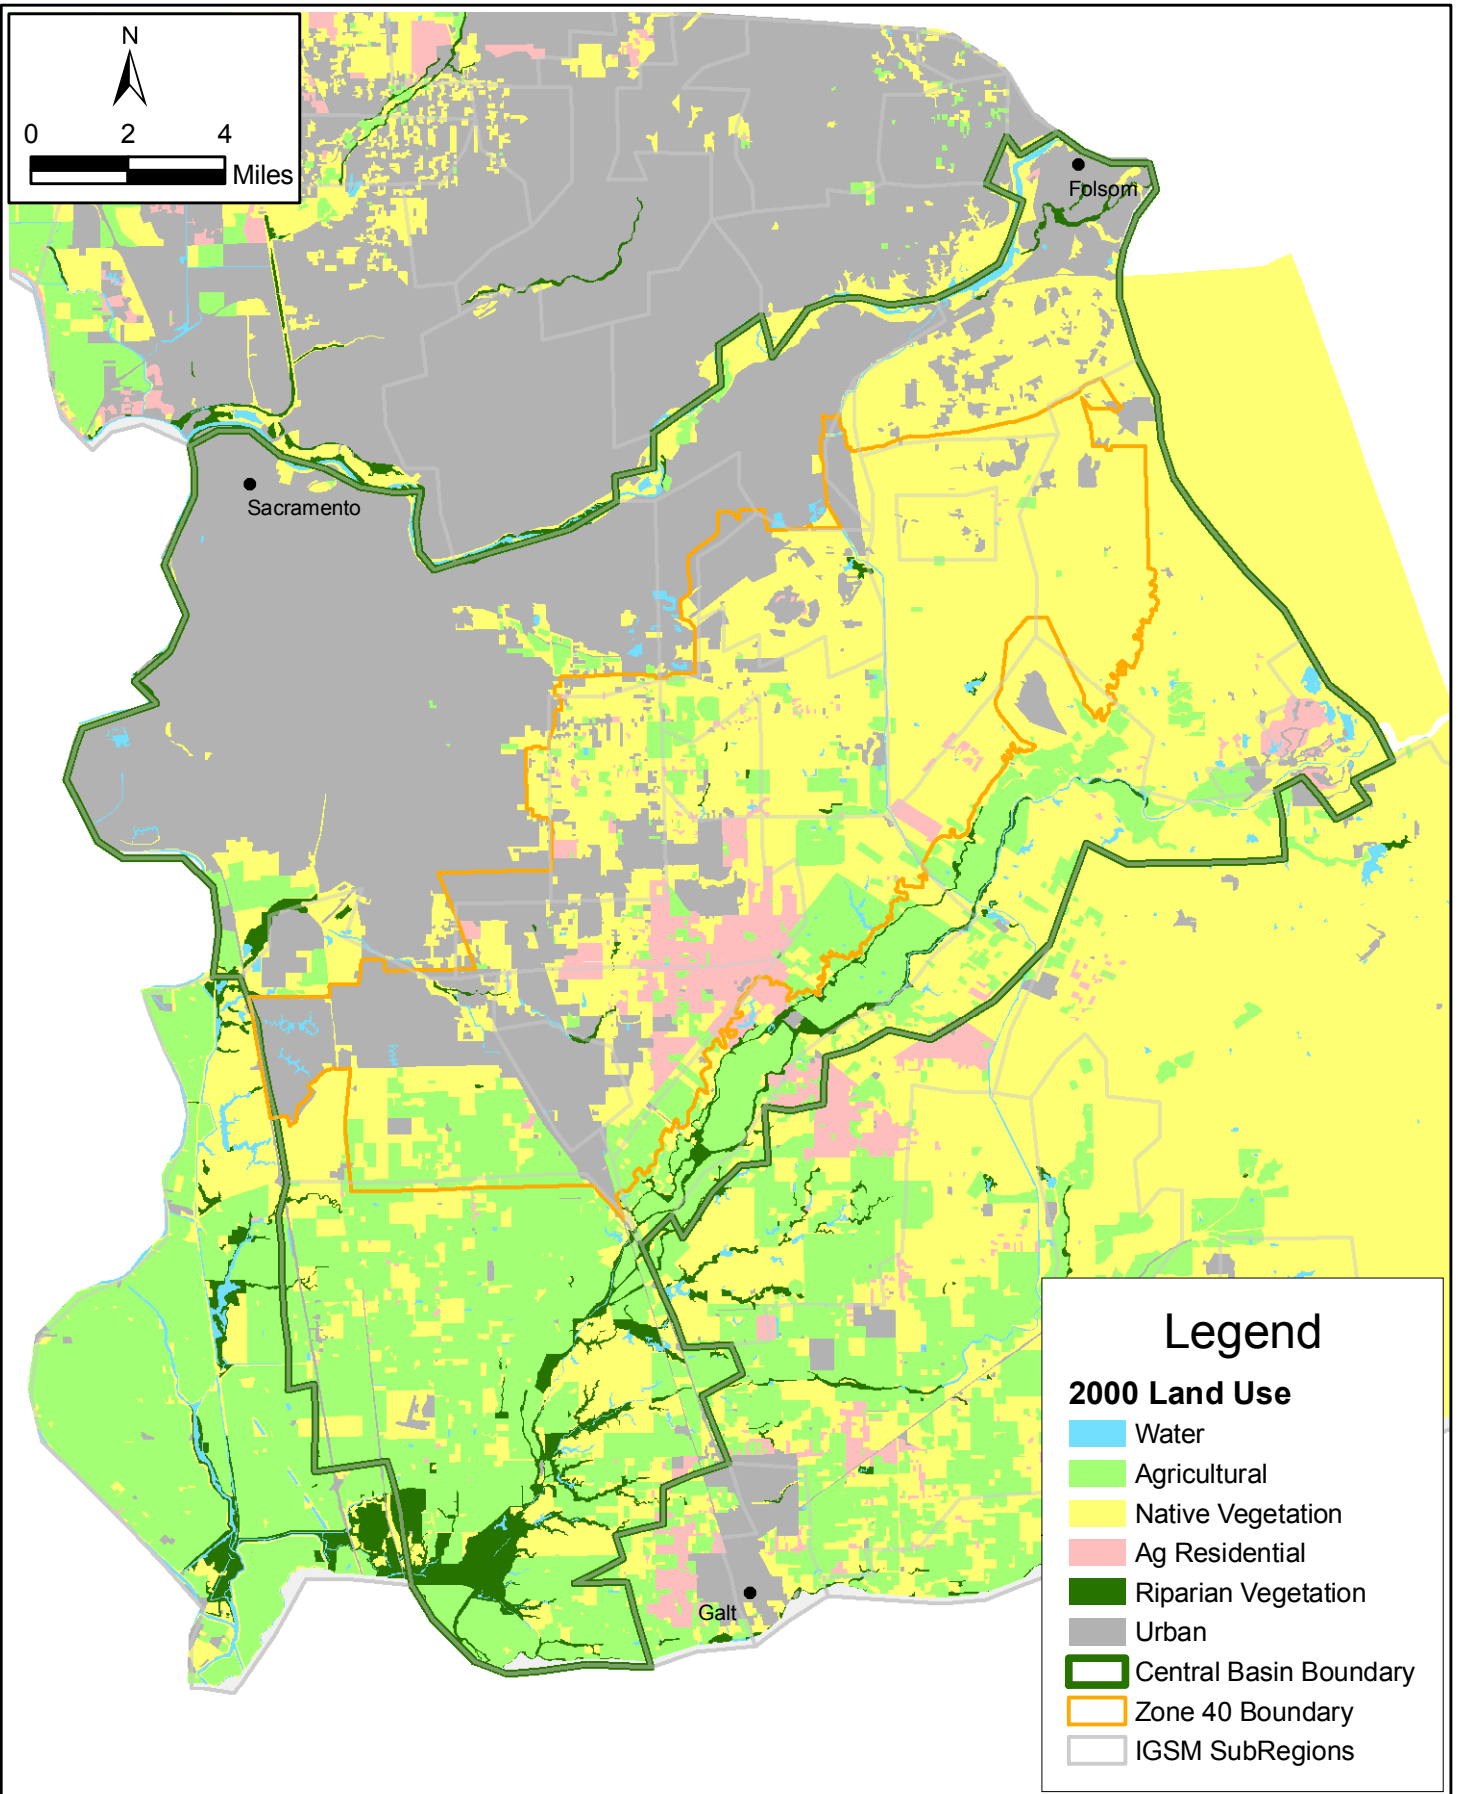 N
0 2 4
Miles
Folsom
Sacramento
Galt
Legend
2000 Land Use
Water
Agricultural
Native Vegetation
Ag Residential
Riparian Vegetation
Urban
Central Basin Boundary
Zone 40 Boundary
IGSM SubRegions